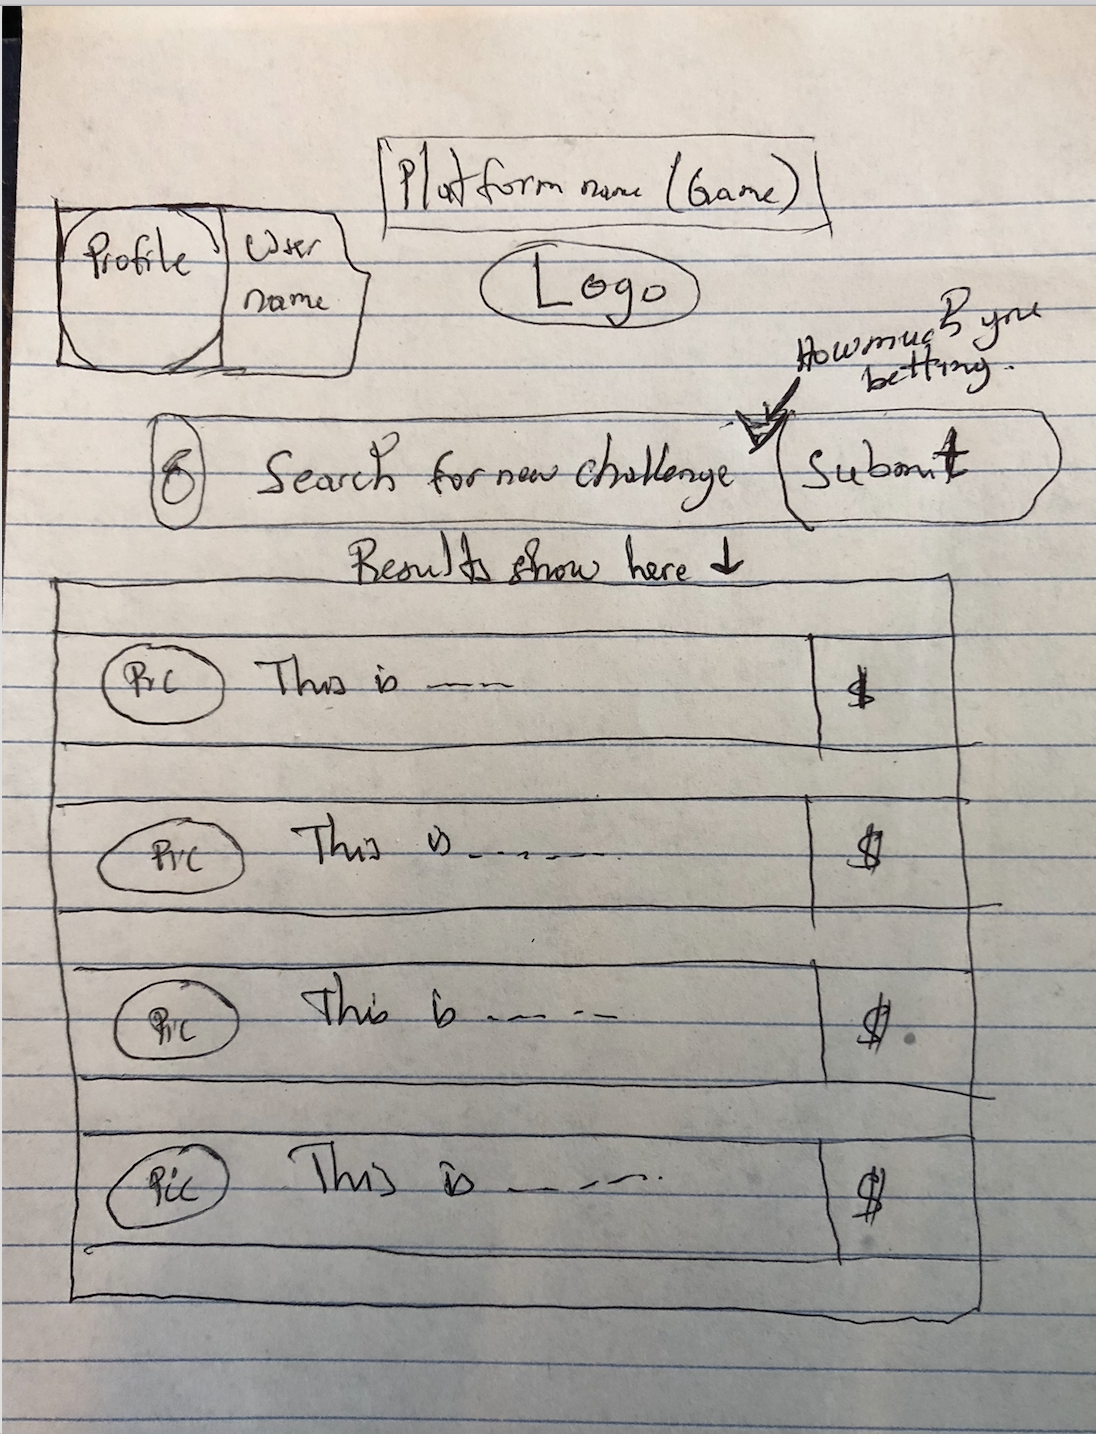 Platform name (Game)
Profile
User
name
Logo
How much you
betting.
Search for new challenge
Submit
Results show here ↓
Pic This is ---- $
Pic This is ------- $
Pic This is ----- $
Pic This is ----- $